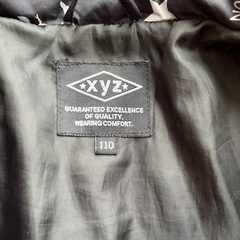 xyz
GUARANTEED EXCELLENCE
OF QUALITY.
WEARING COMFORT.
110